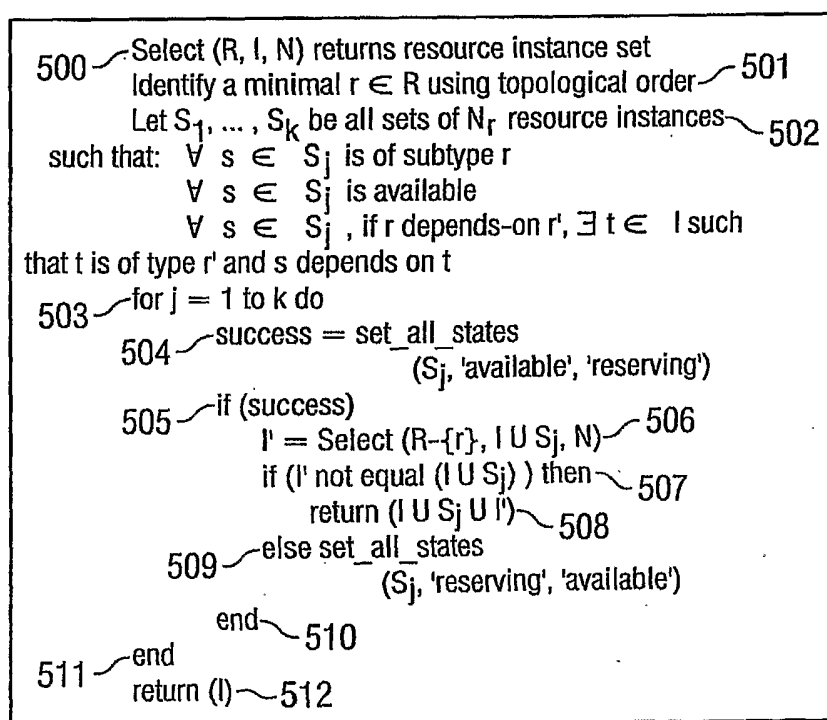 500 Select (R, I, N) returns resource instance set
Identify a minimal r ∈ R using topological order 501
Let S1, ... , Sk be all sets of Nr resource instances 502
such that: ∀ s ∈ Sj is of subtype r
∀ s ∈ Sj is available
∀ s ∈ Sj , if r depends-on r', ∃ t ∈ I such
that t is of type r' and s depends on t
503 for j = 1 to k do
504 success = set_all_states
(Sj, 'available', 'reserving')
505 if (success)
I' = Select (R-{r}, I U Sj, N) 506
if (I' not equal (I U Sj) ) then 507
return (I U Sj U I') 508
509 else set_all_states
(Sj, 'reserving', 'available')
end 510
511 end
return (I) 512